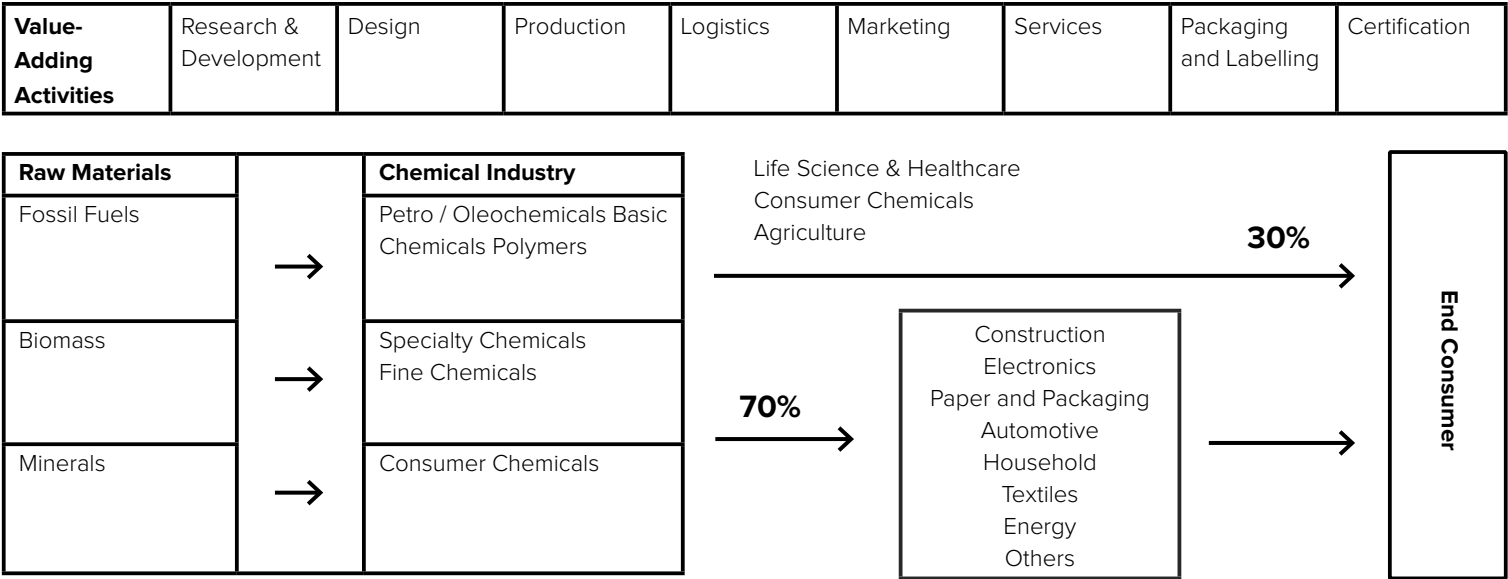 Value-
Adding
Activities
Research &
Development
Design
Production
Logistics
Marketing
Services
Packaging
and Labelling
Certification
Raw Materials
Fossil Fuels
Biomass
Minerals
Chemical Industry
Petro / Oleochemicals Basic
Chemicals Polymers
Specialty Chemicals
Fine Chemicals
Consumer Chemicals
Life Science & Healthcare
Consumer Chemicals
Agriculture
30%
70%
Construction
Electronics
Paper and Packaging
Automotive
Household
Textiles
Energy
Others
End Consumer